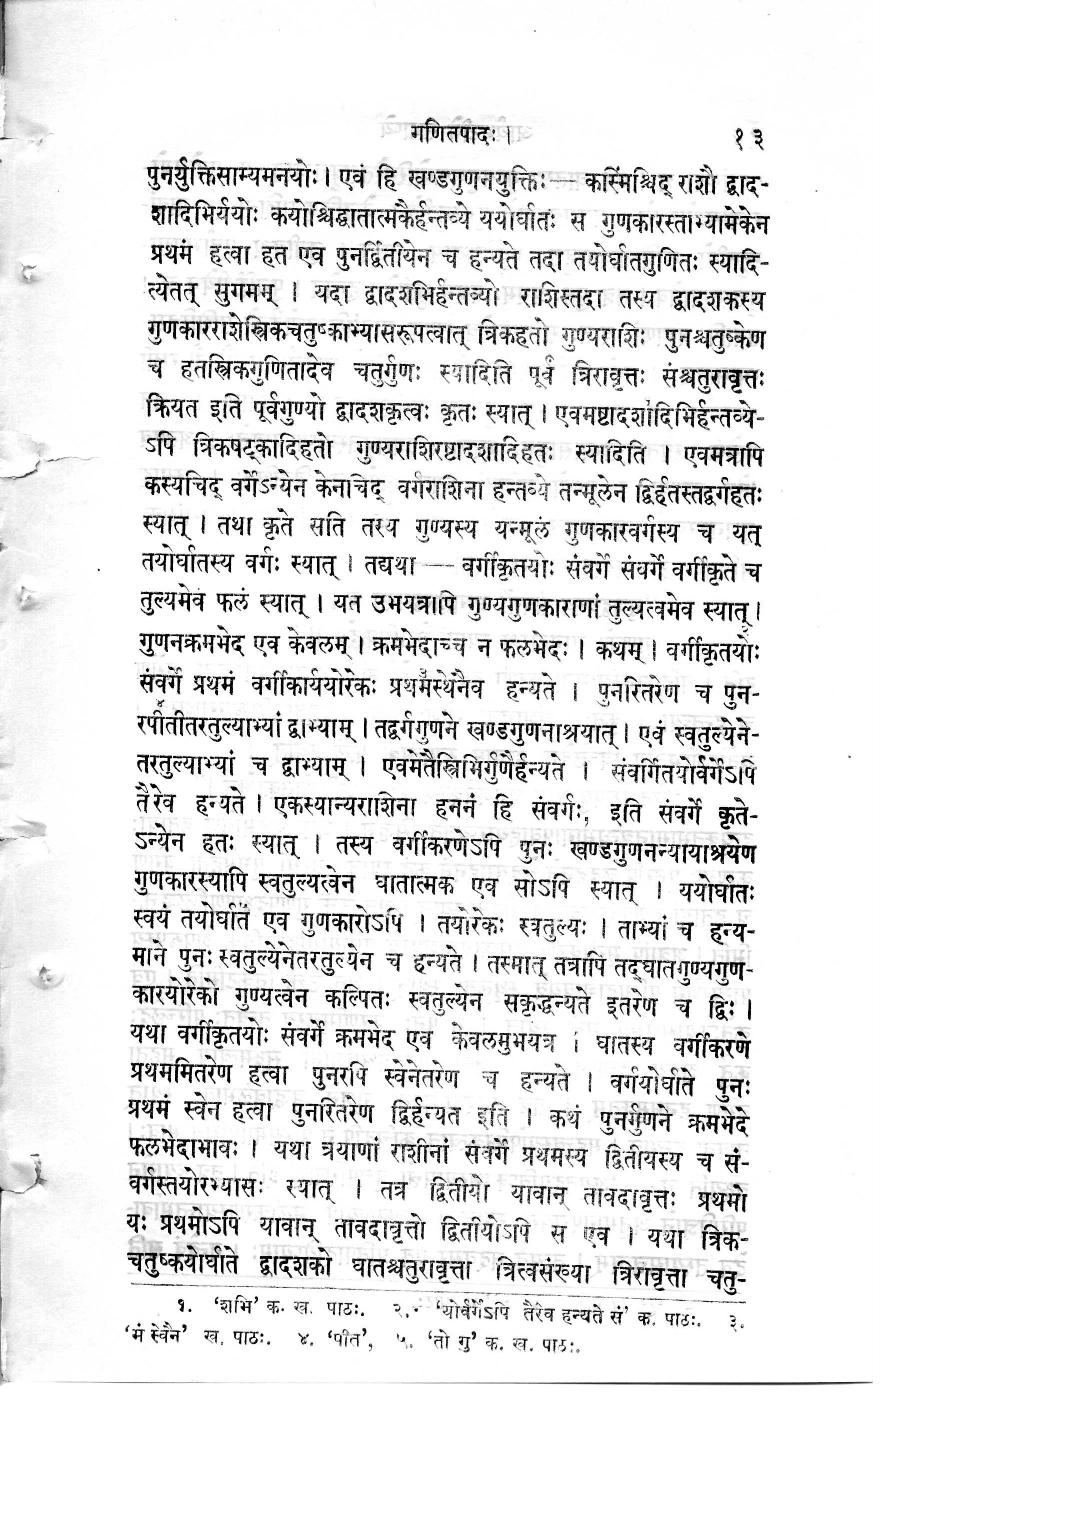 गणितपादः। १३
पुनर्युक्तिसाम्यमनयोः। एवं हि खण्डगुणनयुक्तिः— कस्मिंश्चिद् राशौ द्वाद-
शादिभिर्ययोः कयोश्चिद्घातात्मकैर्हन्तव्ये ययोर्घातः स गुणकारस्ताभ्यामेकेन
प्रथमं हत्वा हत एव पुनर्द्वितीयेन च हन्यते तदा तयोर्घातगुणितः स्यादि-
त्येतत् सुगमम् । यदा द्वादशभिर्हन्तव्यो राशिस्तदा तस्य द्वादशकस्य
गुणकारराशेस्त्रिकचतुष्काभ्यासरूपत्वात् त्रिकहतो गुण्यराशिः पुनश्चतुष्केण
च हतस्त्रिकगुणितादेव चतुर्गुणः स्यादिति पूर्वं त्रिरावृत्तः संश्चतुरावृत्तः
क्रियत इति पूर्वगुण्यो द्वादशकृत्वः कृतः स्यात् । एवमष्टादशादिभिर्हन्तव्ये-
ऽपि त्रिकषट्कादिहतो गुण्यराशिरष्टादशादिहतः स्यादिति । एवमत्रापि
कस्यचिद् वर्गेऽन्येन केनाचिद् वर्गराशिना हन्तव्ये तन्मूलेन द्विर्हतस्तद्वर्गहतः
स्यात् । तथा कृते सति तस्य गुण्यस्य यन्मूलं गुणकारवर्गस्य च यत्
तयोर्घातस्य वर्गः स्यात् । तद्यथा — वर्गीकृतयोः संवर्गे संवर्गे वर्गीकृते च
तुल्यमेव फलं स्यात् । यत उभयत्रापि गुण्यगुणकाराणां तुल्यत्वमेव स्यात्।
गुणनक्रमभेद एव केवलम् । क्रमभेदाच्च न फलभेदः । कथम् । वर्गीकृतयोः
संवर्गे प्रथमं वर्गीकार्ययोरेकः प्रथमँस्थेनैव हन्यते । पुनरितरेण च पुन-
रपीतीतरतुल्याभ्यां द्वाभ्याम् । तद्वर्गगुणने खण्डगुणनाश्रयात् । एवं स्वतुल्येने-
तरतुल्याभ्यां च द्वाभ्याम् । एवमेतैस्त्रिभिर्गुणैर्हन्यते । संवर्गितयोर्वर्गेऽपि
तैरेव हन्यते । एकस्यान्यराशिना हननं हि संवर्गः, इति संवर्गे कृते-
ऽन्येन हतः स्यात् । तस्य वर्गीकरणेऽपि पुनः खण्डगुणनन्यायाश्रयेण
गुणकारस्यापि स्वतुल्यत्वेन घातात्मक एव सोऽपि स्यात् । ययोर्घातः
स्वयं तयोर्घातं एव गुणकारोऽपि । तयोरेकः स्वतुल्यः । ताभ्यां च हन्य-
माने पुनः स्वतुल्येनेतरतुल्येन च हन्यते । तस्मात् तत्रापि तद्घातगुण्यगुण-
कारयोरेको गुण्यत्वेन कल्पितः स्वतुल्येन सकृद्धन्यते इतरेण च द्विः ।
यथा वर्गीकृतयोः संवर्गे क्रमभेद एव केवलमुभयत्र । घातस्य वर्गीकरणे
प्रथममितरेण हत्वा पुनरपि स्वेनेतरेण च हन्यते । वर्गयोर्घाते पुनः
प्रथमं स्वेन हत्वा पुनरितरेण द्विर्हन्यत इति । कथं पुनर्गुणने क्रमभेदे
फलभेदाभावः । यथा त्रयाणां राशीनां संवर्गे प्रथमस्य द्वितीयस्य च सं-
वर्गस्तयोरभ्यासः स्यात् । तत्र द्वितीयो यावान् तावदावृत्तः प्रथमो
यः प्रथमोऽपि यावान् तावदावृत्तो द्वितीयोऽपि स एव । यथा त्रिक-
चतुष्कयोर्घाते द्वादशको घातश्चतुरावृत्ता त्रित्वसंख्या त्रिरावृत्ता चतु-
१. 'शभि' क. ख. पाठः. २. 'योर्वर्गेऽपि तैरेव हन्यते सं' क. पाठः. ३.
'मं स्वेनै' ख. पाठः. ४. 'पीत', ५. 'तो गु' क. ख. पाठः.